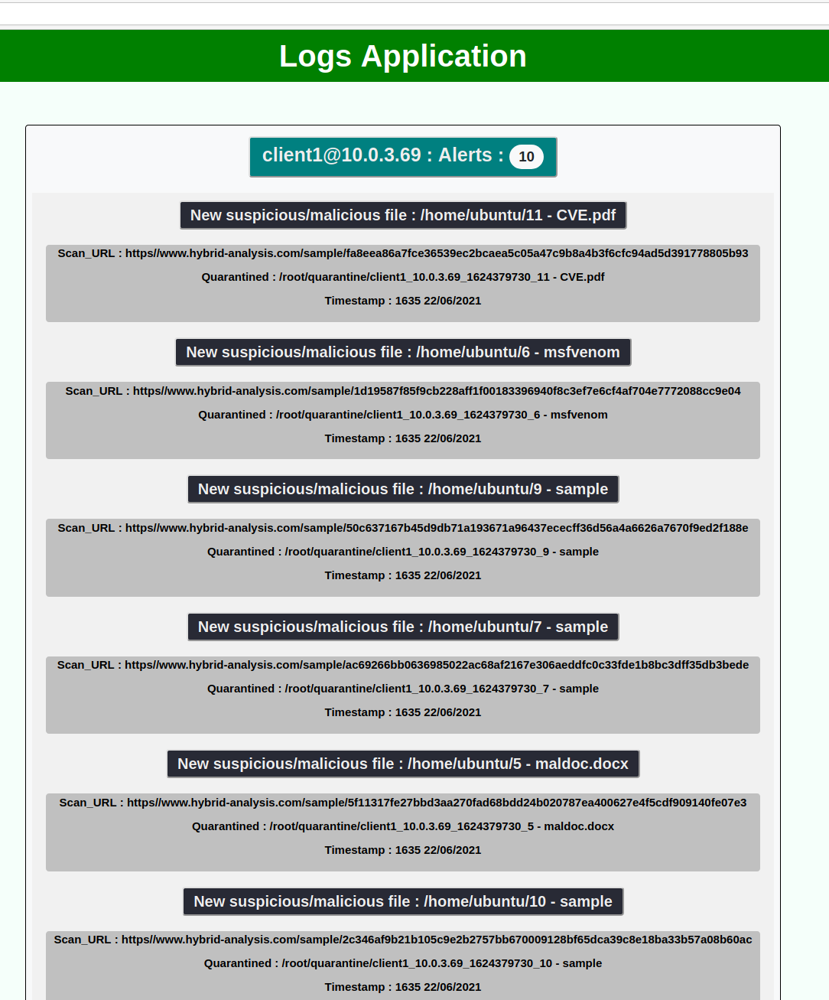 Logs Application
client1@10.0.3.69 : Alerts : 10
New suspicious/malicious file : /home/ubuntu/11 - CVE.pdf
Scan_URL : https//www.hybrid-analysis.com/sample/fa8eea86a7fce36539ec2bcaea5c05a47c9b8a4b3f6cfc94ad5d391778805b93
Quarantined : /root/quarantine/client1_10.0.3.69_1624379730_11 - CVE.pdf
Timestamp : 1635 22/06/2021
New suspicious/malicious file : /home/ubuntu/6 - msfvenom
Scan_URL : https//www.hybrid-analysis.com/sample/1d19587f85f9cb228aff1f00183396940f8c3ef7e6cf4af704e7772088cc9e04
Quarantined : /root/quarantine/client1_10.0.3.69_1624379730_6 - msfvenom
Timestamp : 1635 22/06/2021
New suspicious/malicious file : /home/ubuntu/9 - sample
Scan_URL : https//www.hybrid-analysis.com/sample/50c637167b45d9db71a193671a96437ececff36d56a4a6626a7670f9ed2f188e
Quarantined : /root/quarantine/client1_10.0.3.69_1624379730_9 - sample
Timestamp : 1635 22/06/2021
New suspicious/malicious file : /home/ubuntu/7 - sample
Scan_URL : https//www.hybrid-analysis.com/sample/ac69266bb0636985022ac68af2167e306aeddfc0c33fde1b8bc3dff35db3bede
Quarantined : /root/quarantine/client1_10.0.3.69_1624379730_7 - sample
Timestamp : 1635 22/06/2021
New suspicious/malicious file : /home/ubuntu/5 - maldoc.docx
Scan_URL : https//www.hybrid-analysis.com/sample/5f11317fe27bbd3aa270fad68bdd24b020787ea400627e4f5cdf909140fe07e3
Quarantined : /root/quarantine/client1_10.0.3.69_1624379730_5 - maldoc.docx
Timestamp : 1635 22/06/2021
New suspicious/malicious file : /home/ubuntu/10 - sample
Scan_URL : https//www.hybrid-analysis.com/sample/2c346af9b21b105c9e2b2757bb670009128bf65dca39c8e18ba33b57a08b60ac
Quarantined : /root/quarantine/client1_10.0.3.69_1624379730_10 - sample
Timestamp : 1635 22/06/2021